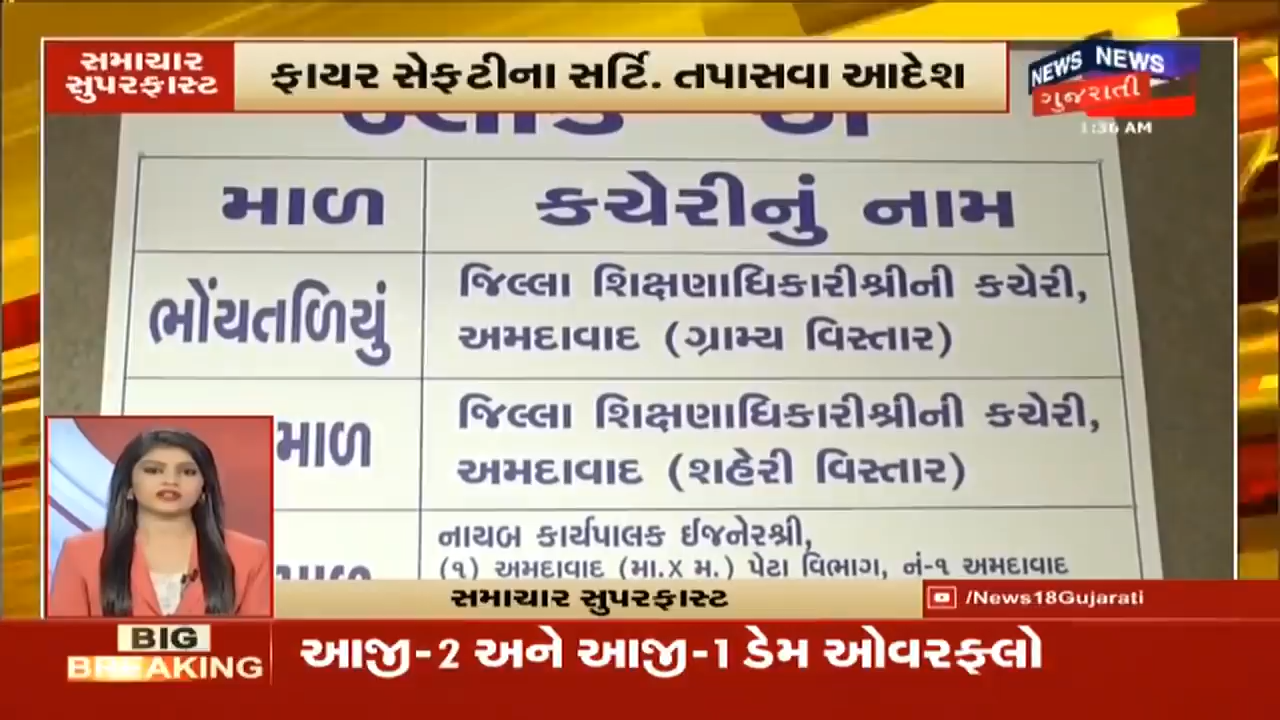 સમાચાર
સુપરફાસ્ટ
ફાયર સેફટીના સર્ટિ. તપાસવા આદેશ
NEWS NEWS
ગુજરાતી
1:36 AM
માળ
કચેરીનું નામ
ભોંયતળિયું
જિલ્લા શિક્ષણાધિકારીશ્રીની કચેરી,
અમદાવાદ (ગ્રામ્ય વિસ્તાર)
માળ
જિલ્લા શિક્ષણાધિકારીશ્રીની કચેરી,
અમદાવાદ (શહેરી વિસ્તાર)
નાયબ કાર્યપાલક ઈજનેરશ્રી,
(૧) અમદાવાદ (મા.x મ.) પેટા વિભાગ, નં-૧ અમદાવાદ
સમાચાર સુપરફાસ્ટ
/News18Gujarati
BIG
BREAKING
આજી-2 અને આજી-1 ડેમ ઓવરફ્લો